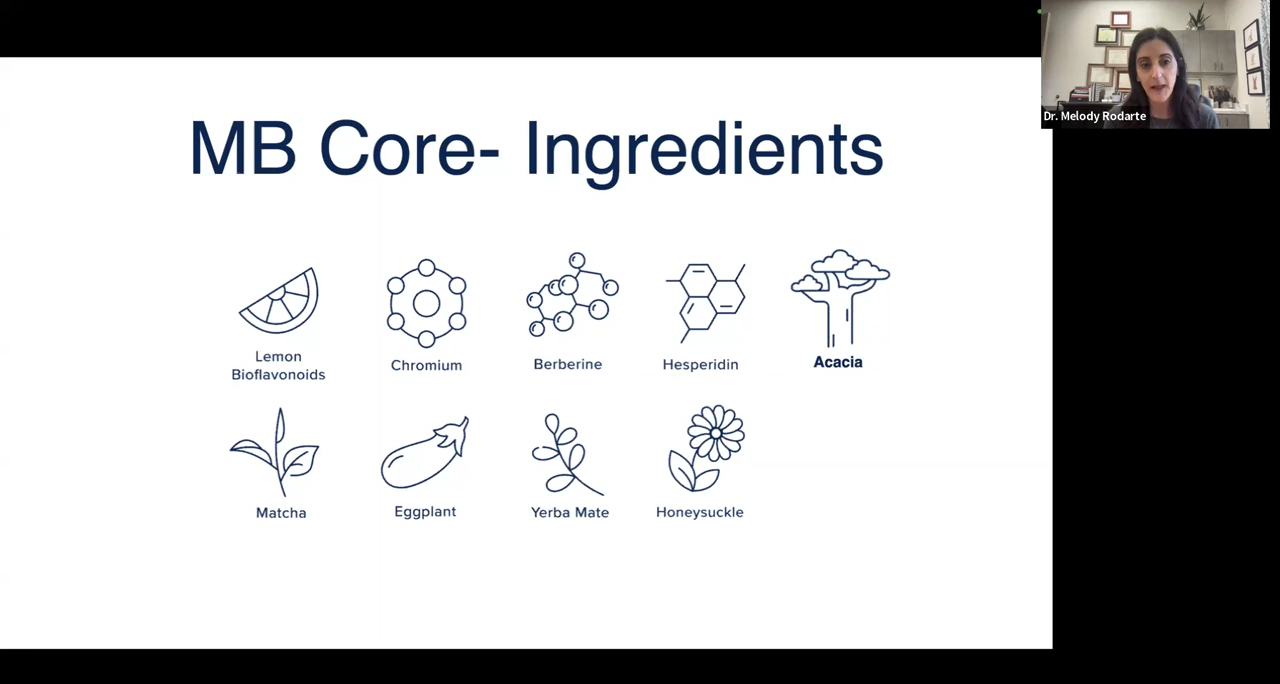 Dr. Melody Rodarte
MB Core- Ingredients
Lemon
Bioflavonoids
Chromium
Berberine
Hesperidin
Acacia
Matcha
Eggplant
Yerba Mate
Honeysuckle